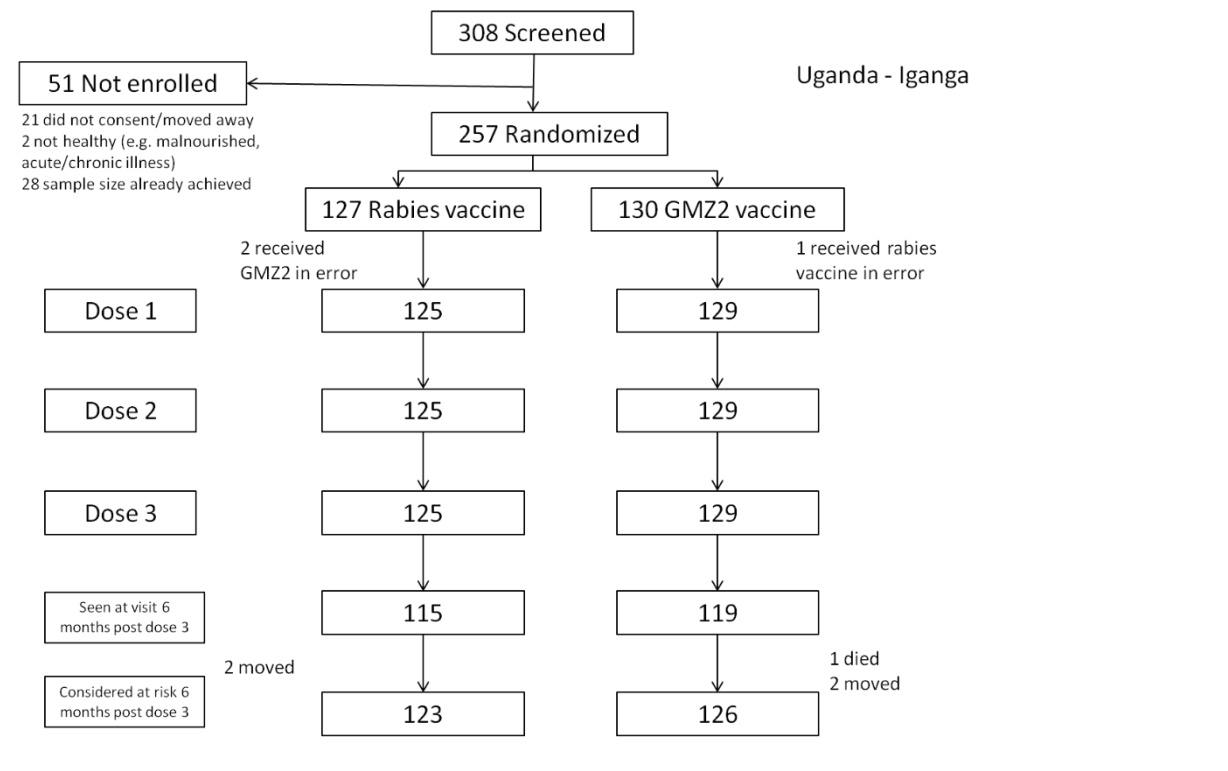 308 Screened
51 Not enrolled
Uganda - Iganga
21 did not consent/moved away
2 not healthy (e.g. malnourished,
acute/chronic illness)
28 sample size already achieved
257 Randomized
127 Rabies vaccine
130 GMZ2 vaccine
2 received
GMZ2 in error
1 received rabies
vaccine in error
Dose 1
125
129
Dose 2
125
129
Dose 3
125
129
Seen at visit 6
months post dose 3
115
119
2 moved
1 died
2 moved
Considered at risk 6
months post dose 3
123
126